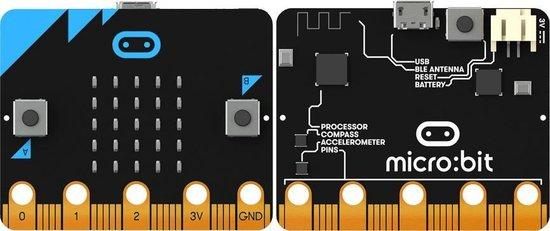 B
A
0 1 2 3V GND
3V
USB
BLE ANTENNA
RESET
BATTERY
PROCESSOR
COMPASS
ACCELEROMETER
PINS
micro:bit